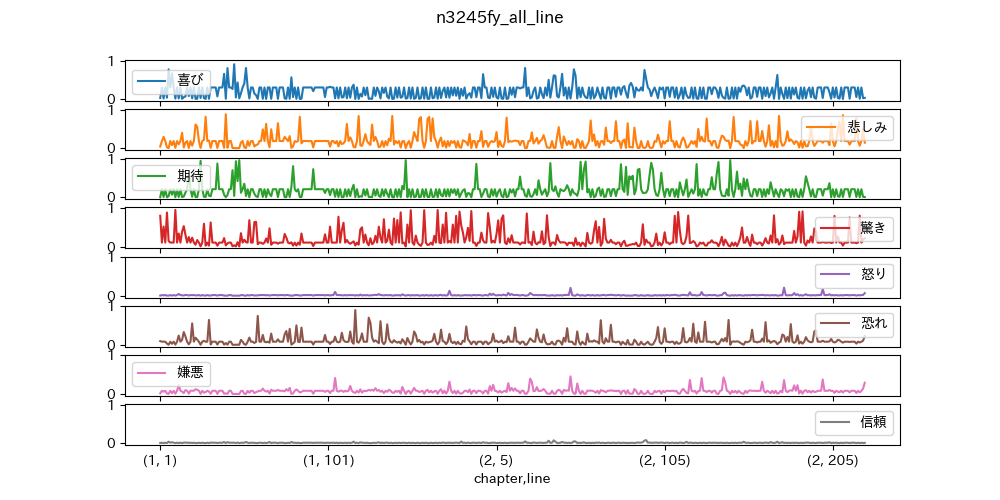 n3245fy_all_line
1
0
喜び
1
0
悲しみ
1
0
期待
1
0
驚き
1
0
怒り
1
0
恐れ
1
0
嫌悪
1
0
信頼
(1, 1) (1, 101) (2, 5) (2, 105) (2, 205)
chapter,line